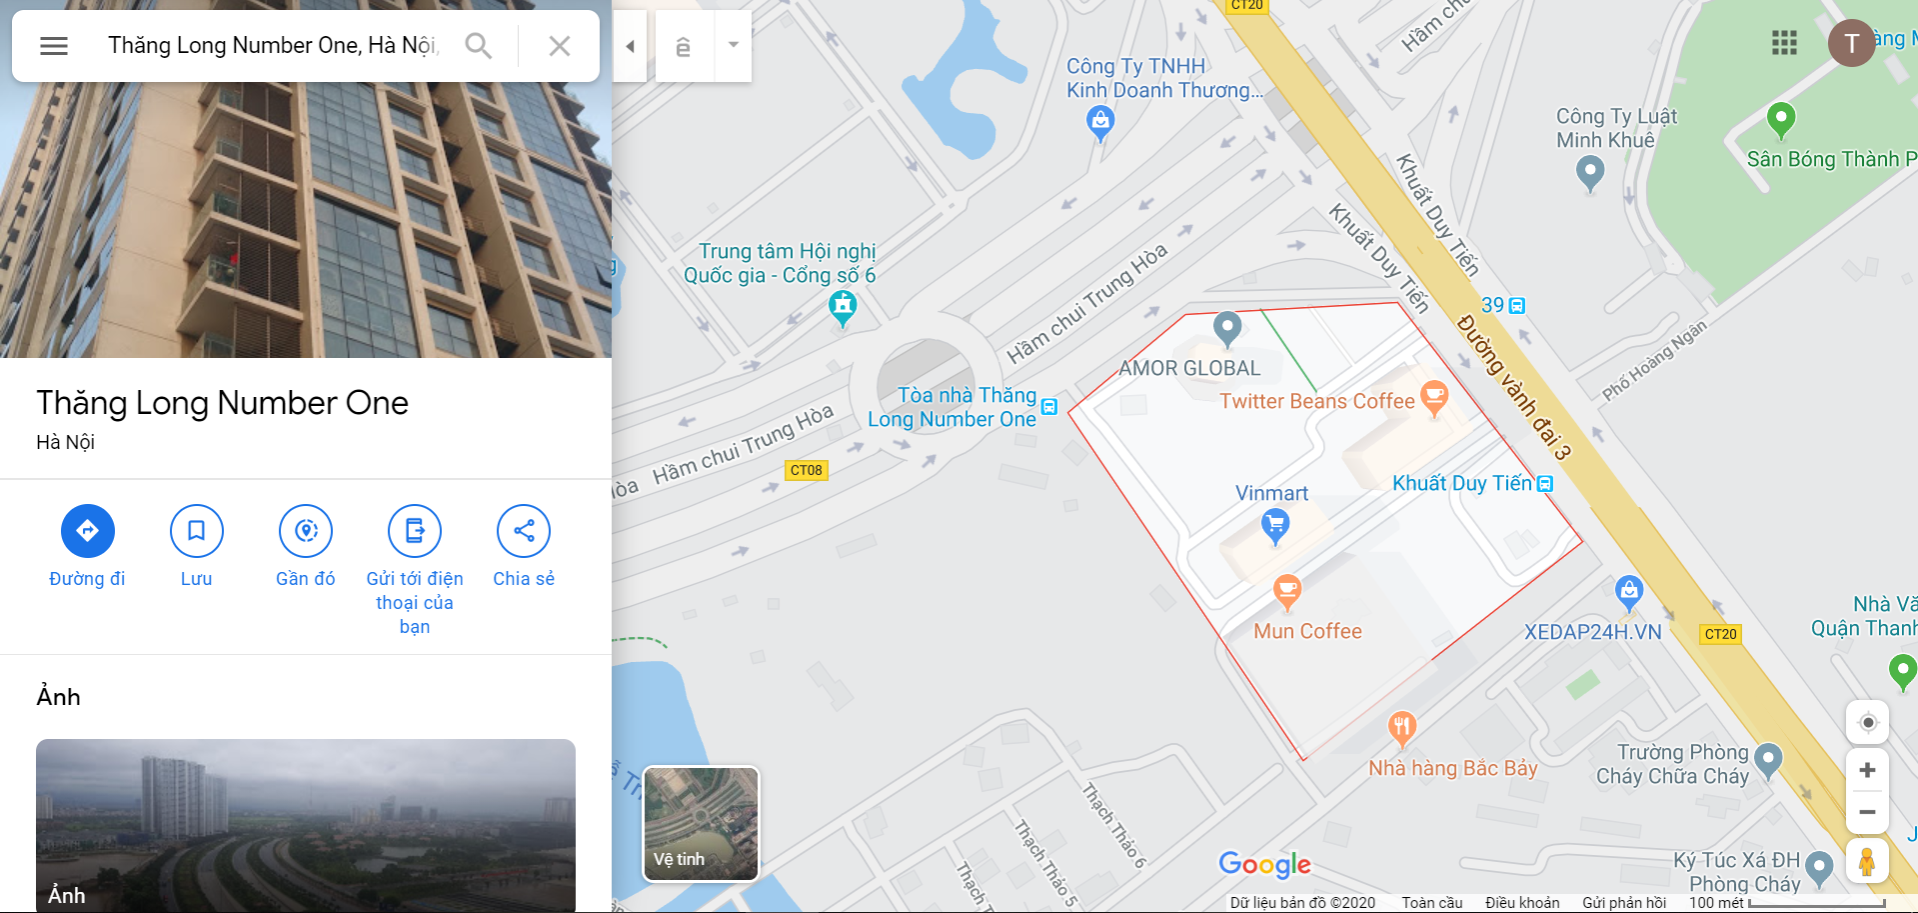 Thăng Long Number One, Hà Nội,
ê
T
Thăng Long Number One
Hà Nội
Đường đi
Lưu
Gần đó
Gửi tới điện
thoại của
bạn
Chia sẻ
Ảnh
Ảnh
CT20
Hầm chu
Công Ty TNHH
Kinh Doanh Thương...
Công Ty Luật
Minh Khuê
Sân Bóng Thành P
Khuất Duy Tiến
Khuất Duy Tiến
Trung tâm Hội nghị
Quốc gia - Cổng số 6
Hầm chui Trung Hòa
39
Đường vành đai 3
Phố Hoàng Ngân
AMOR GLOBAL
Tòa nhà Thăng
Long Number One
Twitter Beans Coffee
Hầm chui Trung Hòa
CT08
òa
Khuất Duy Tiến
Vinmart
Mun Coffee
XEDAP24H.VN
CT20
Nhà Vă
Quận Thanh
Nhà hàng Bắc Bảy
Trường Phòng
Cháy Chữa Cháy
Thạch Thảo 6
Thạch Thảo 5
Thạch
Vệ tinh
Google
Ký Túc Xá ĐH
Phòng Cháy
Dữ liệu bản đồ ©2020
Toàn cầu
Điều khoản
Gửi phản hồi
100 mét